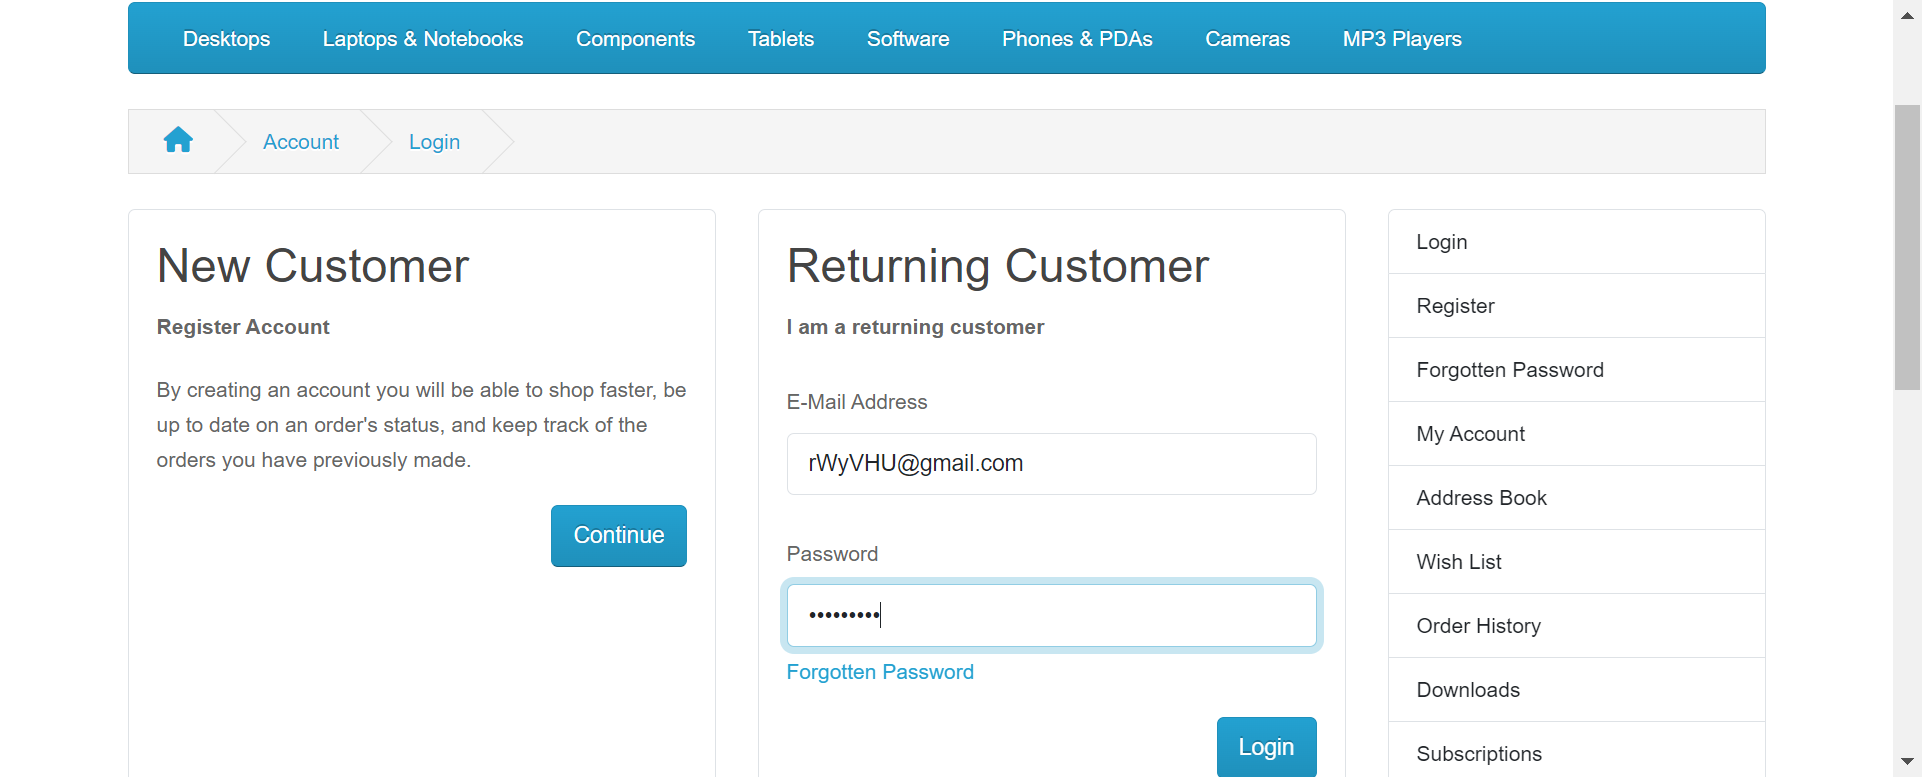 Desktops Laptops & Notebooks Components Tablets Software Phones & PDAs Cameras MP3 Players
Account Login
New Customer
Register Account
By creating an account you will be able to shop faster, be
up to date on an order's status, and keep track of the
orders you have previously made.
Continue
Returning Customer
I am a returning customer
E-Mail Address
rWyVHU@gmail.com
Password
•••••••••
Forgotten Password
Login
Login
Register
Forgotten Password
My Account
Address Book
Wish List
Order History
Downloads
Subscriptions